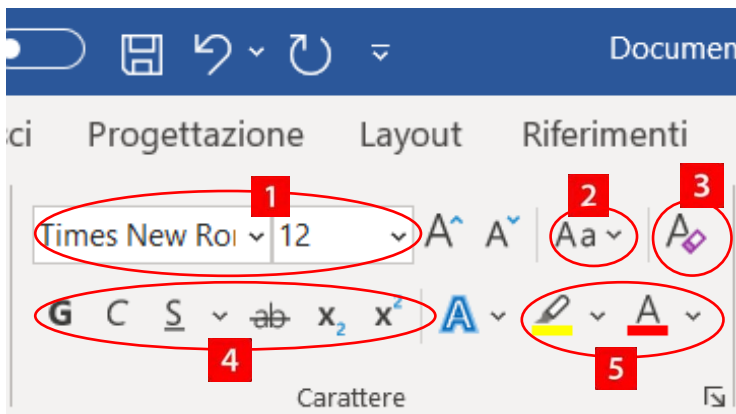 Documen
ci Progettazione Layout Riferimenti
1 2 3
Times New Ro 12 A A Aa A
G C S ab x2 x2 A A
4 5
Carattere